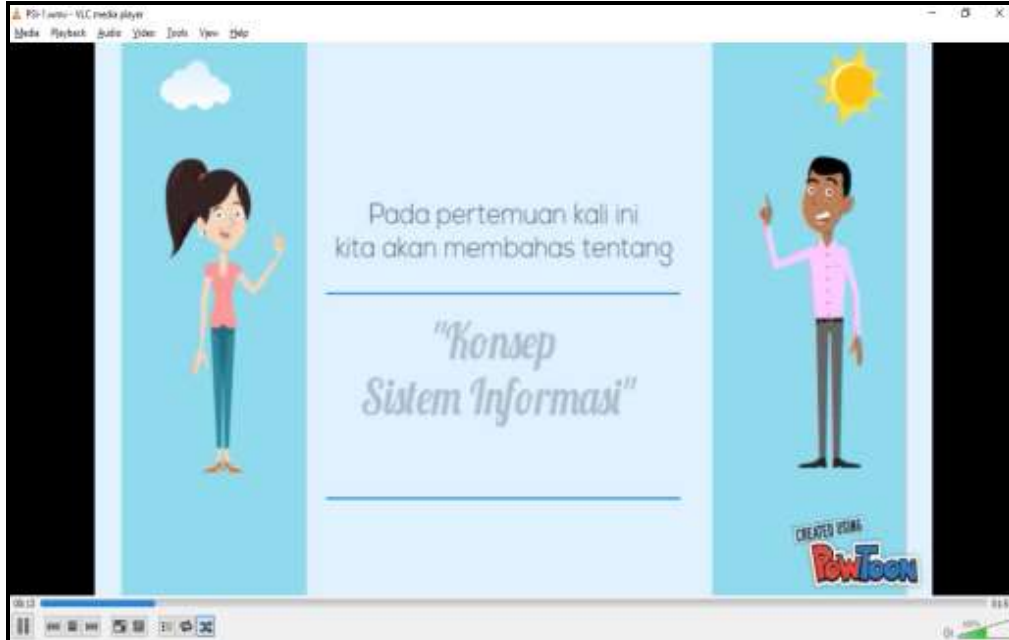 PSI-1.wmv - VLC media player
Media Playback Audio Video Tools View Help
Pada pertemuan kali ini
kita akan membahas tentang
"Konsep
Sistem Informasi"
CREATED USING
POWTOON